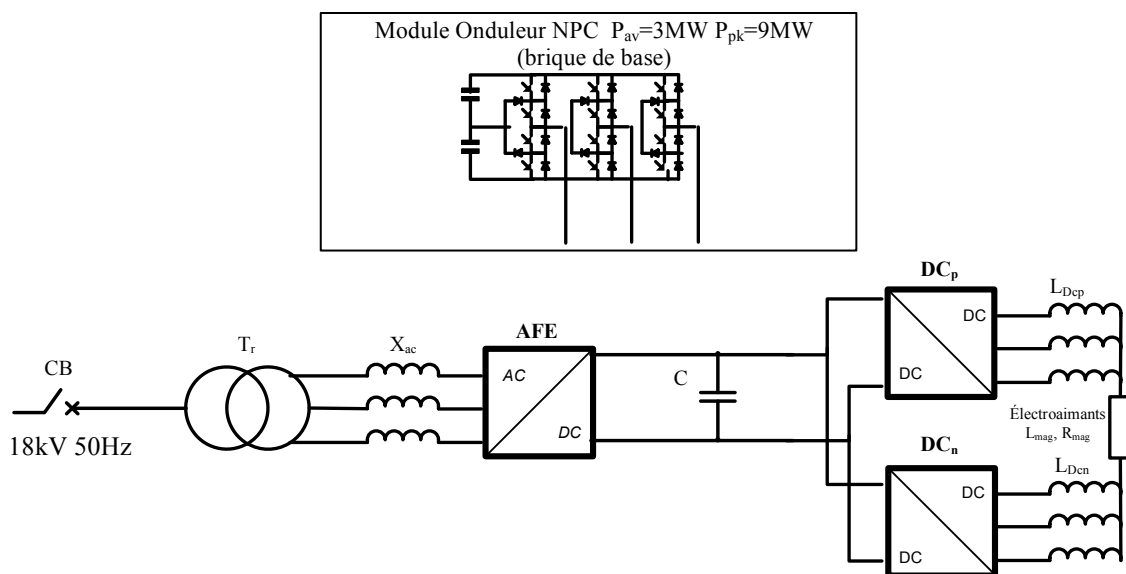 Module Onduleur NPC P_av=3MW P_pk=9MW
(brique de base)
DC_p
L_Dcp
AFE
X_ac
T_r
DC
CB
C
AC
DC
DC
Électroaimants
L_mag, R_mag
18kV 50Hz
DC_n
L_Dcn
DC
DC